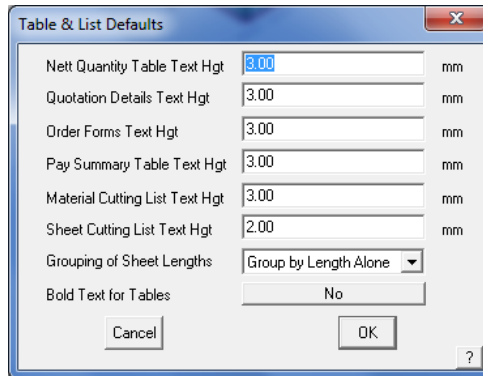 Table & List Defaults
Nett Quantity Table Text Hgt 3.00 mm
Quotation Details Text Hgt 3.00 mm
Order Forms Text Hgt 3.00 mm
Pay Summary Table Text Hgt 3.00 mm
Material Cutting List Text Hgt 3.00 mm
Sheet Cutting List Text Hgt 2.00 mm
Grouping of Sheet Lengths Group by Length Alone
Bold Text for Tables No
Cancel OK
?